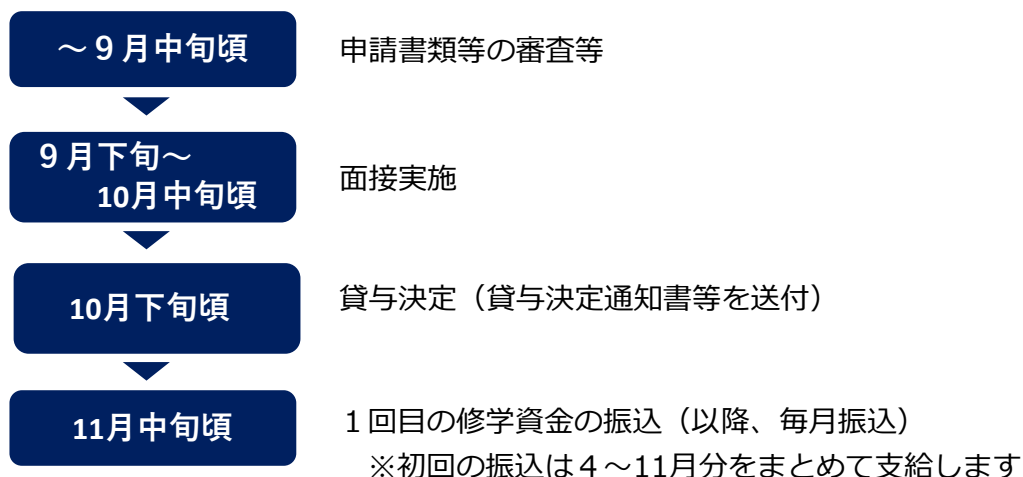 ～９月中旬頃
申請書類等の審査等
９月下旬～
10月中旬頃
面接実施
10月下旬頃
貸与決定（貸与決定通知書等を送付）
11月中旬頃
１回目の修学資金の振込（以降、毎月振込）
※初回の振込は４～11月分をまとめて支給します